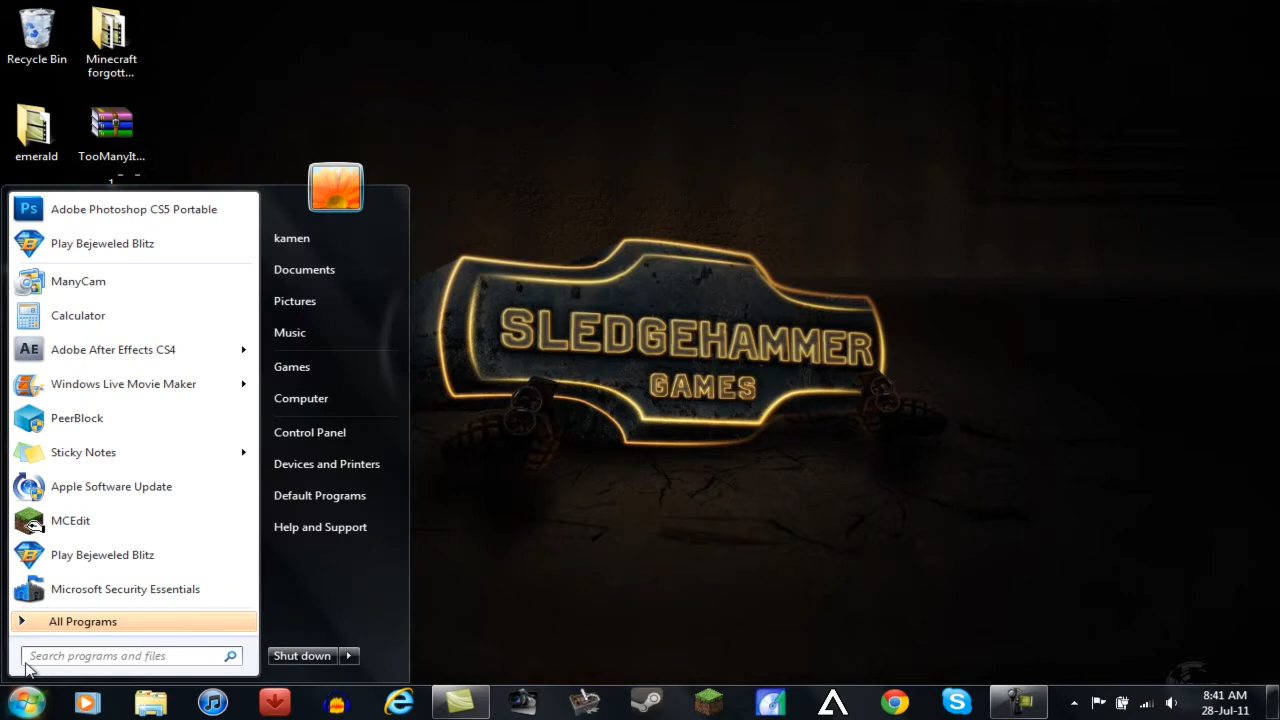 Recycle Bin
Minecraft
forgott...
emerald
TooManyIt...
Ps
Adobe Photoshop CS5 Portable
Play Bejeweled Blitz
ManyCam
Calculator
AE
Adobe After Effects CS4
Windows Live Movie Maker
PeerBlock
Sticky Notes
Apple Software Update
MCEdit
Play Bejeweled Blitz
Microsoft Security Essentials
All Programs
Search programs and files
kamen
Documents
Pictures
Music
Games
Computer
Control Panel
Devices and Printers
Default Programs
Help and Support
Shut down
SLEDGEHAMMER
GAMES
8:41 AM
28-Jul-11